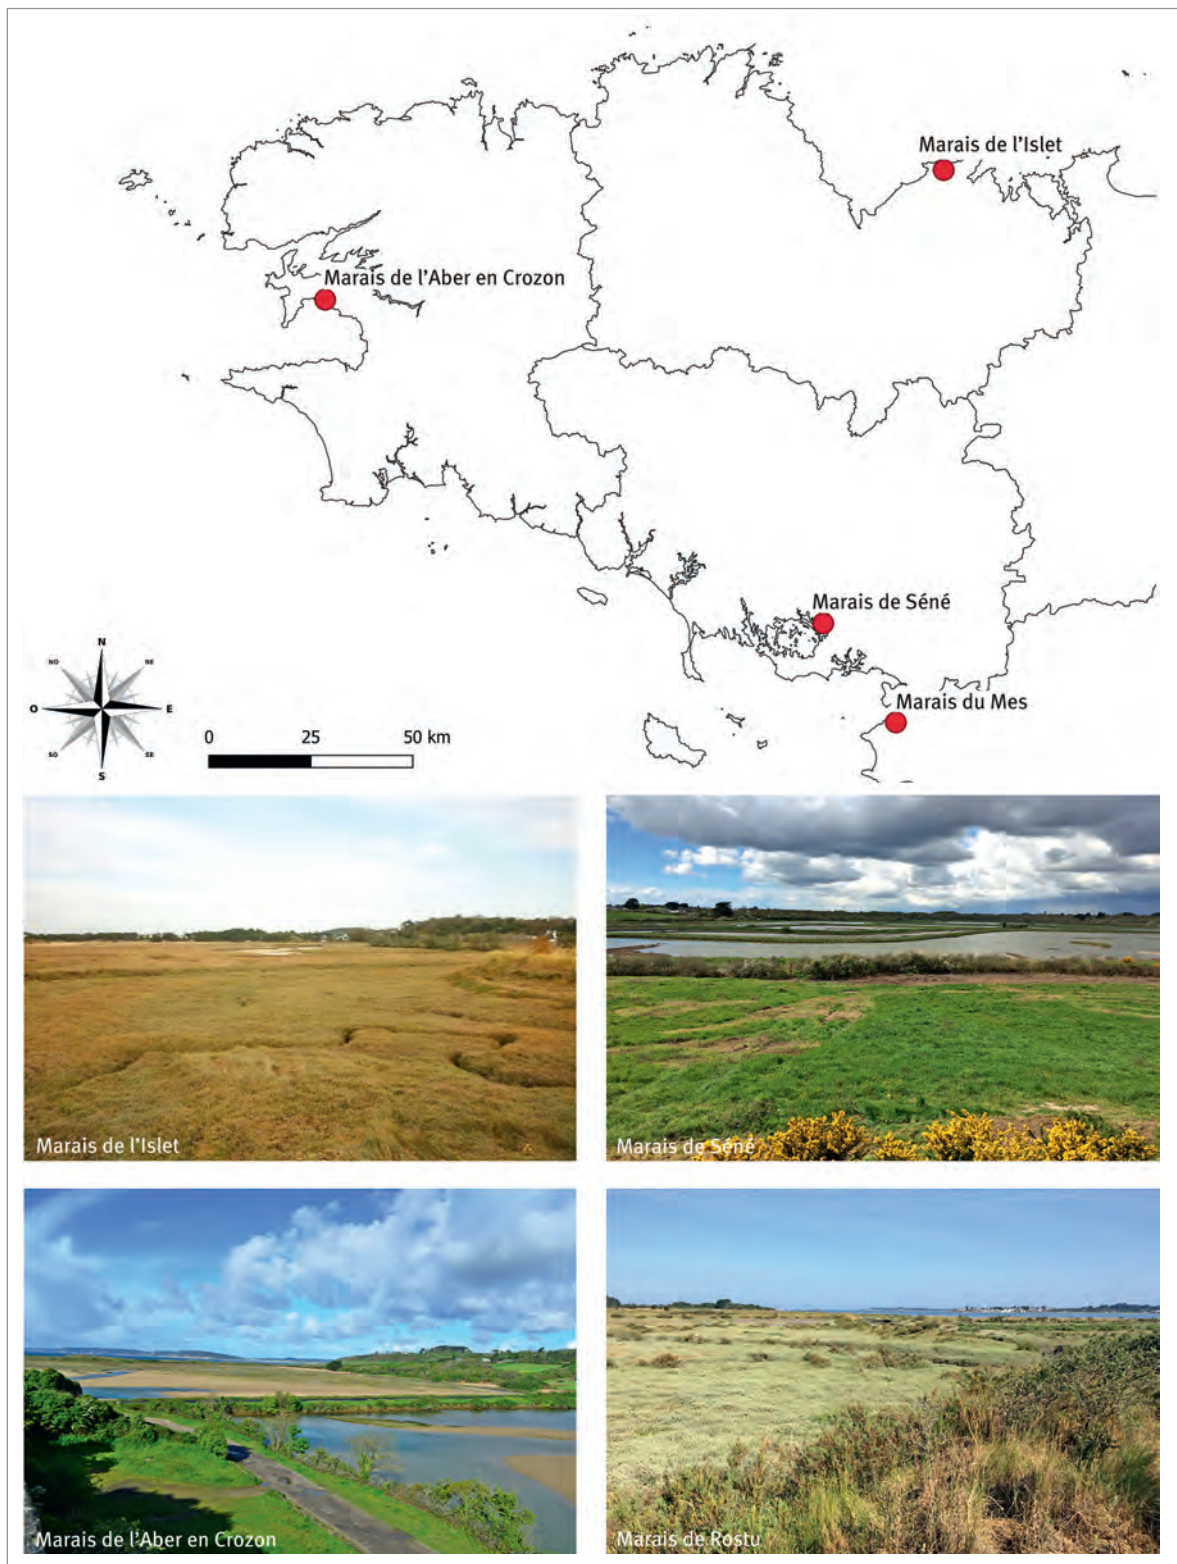 Marais de l'Islet
Marais de l'Aber en Crozon
Marais de Séné
Marais du Mes
N
NO
NE
O
E
SO
SE
S
0
25
50 km
Marais de l'Islet
Marais de Séné
Marais de l'Aber en Crozon
Marais de Rostu